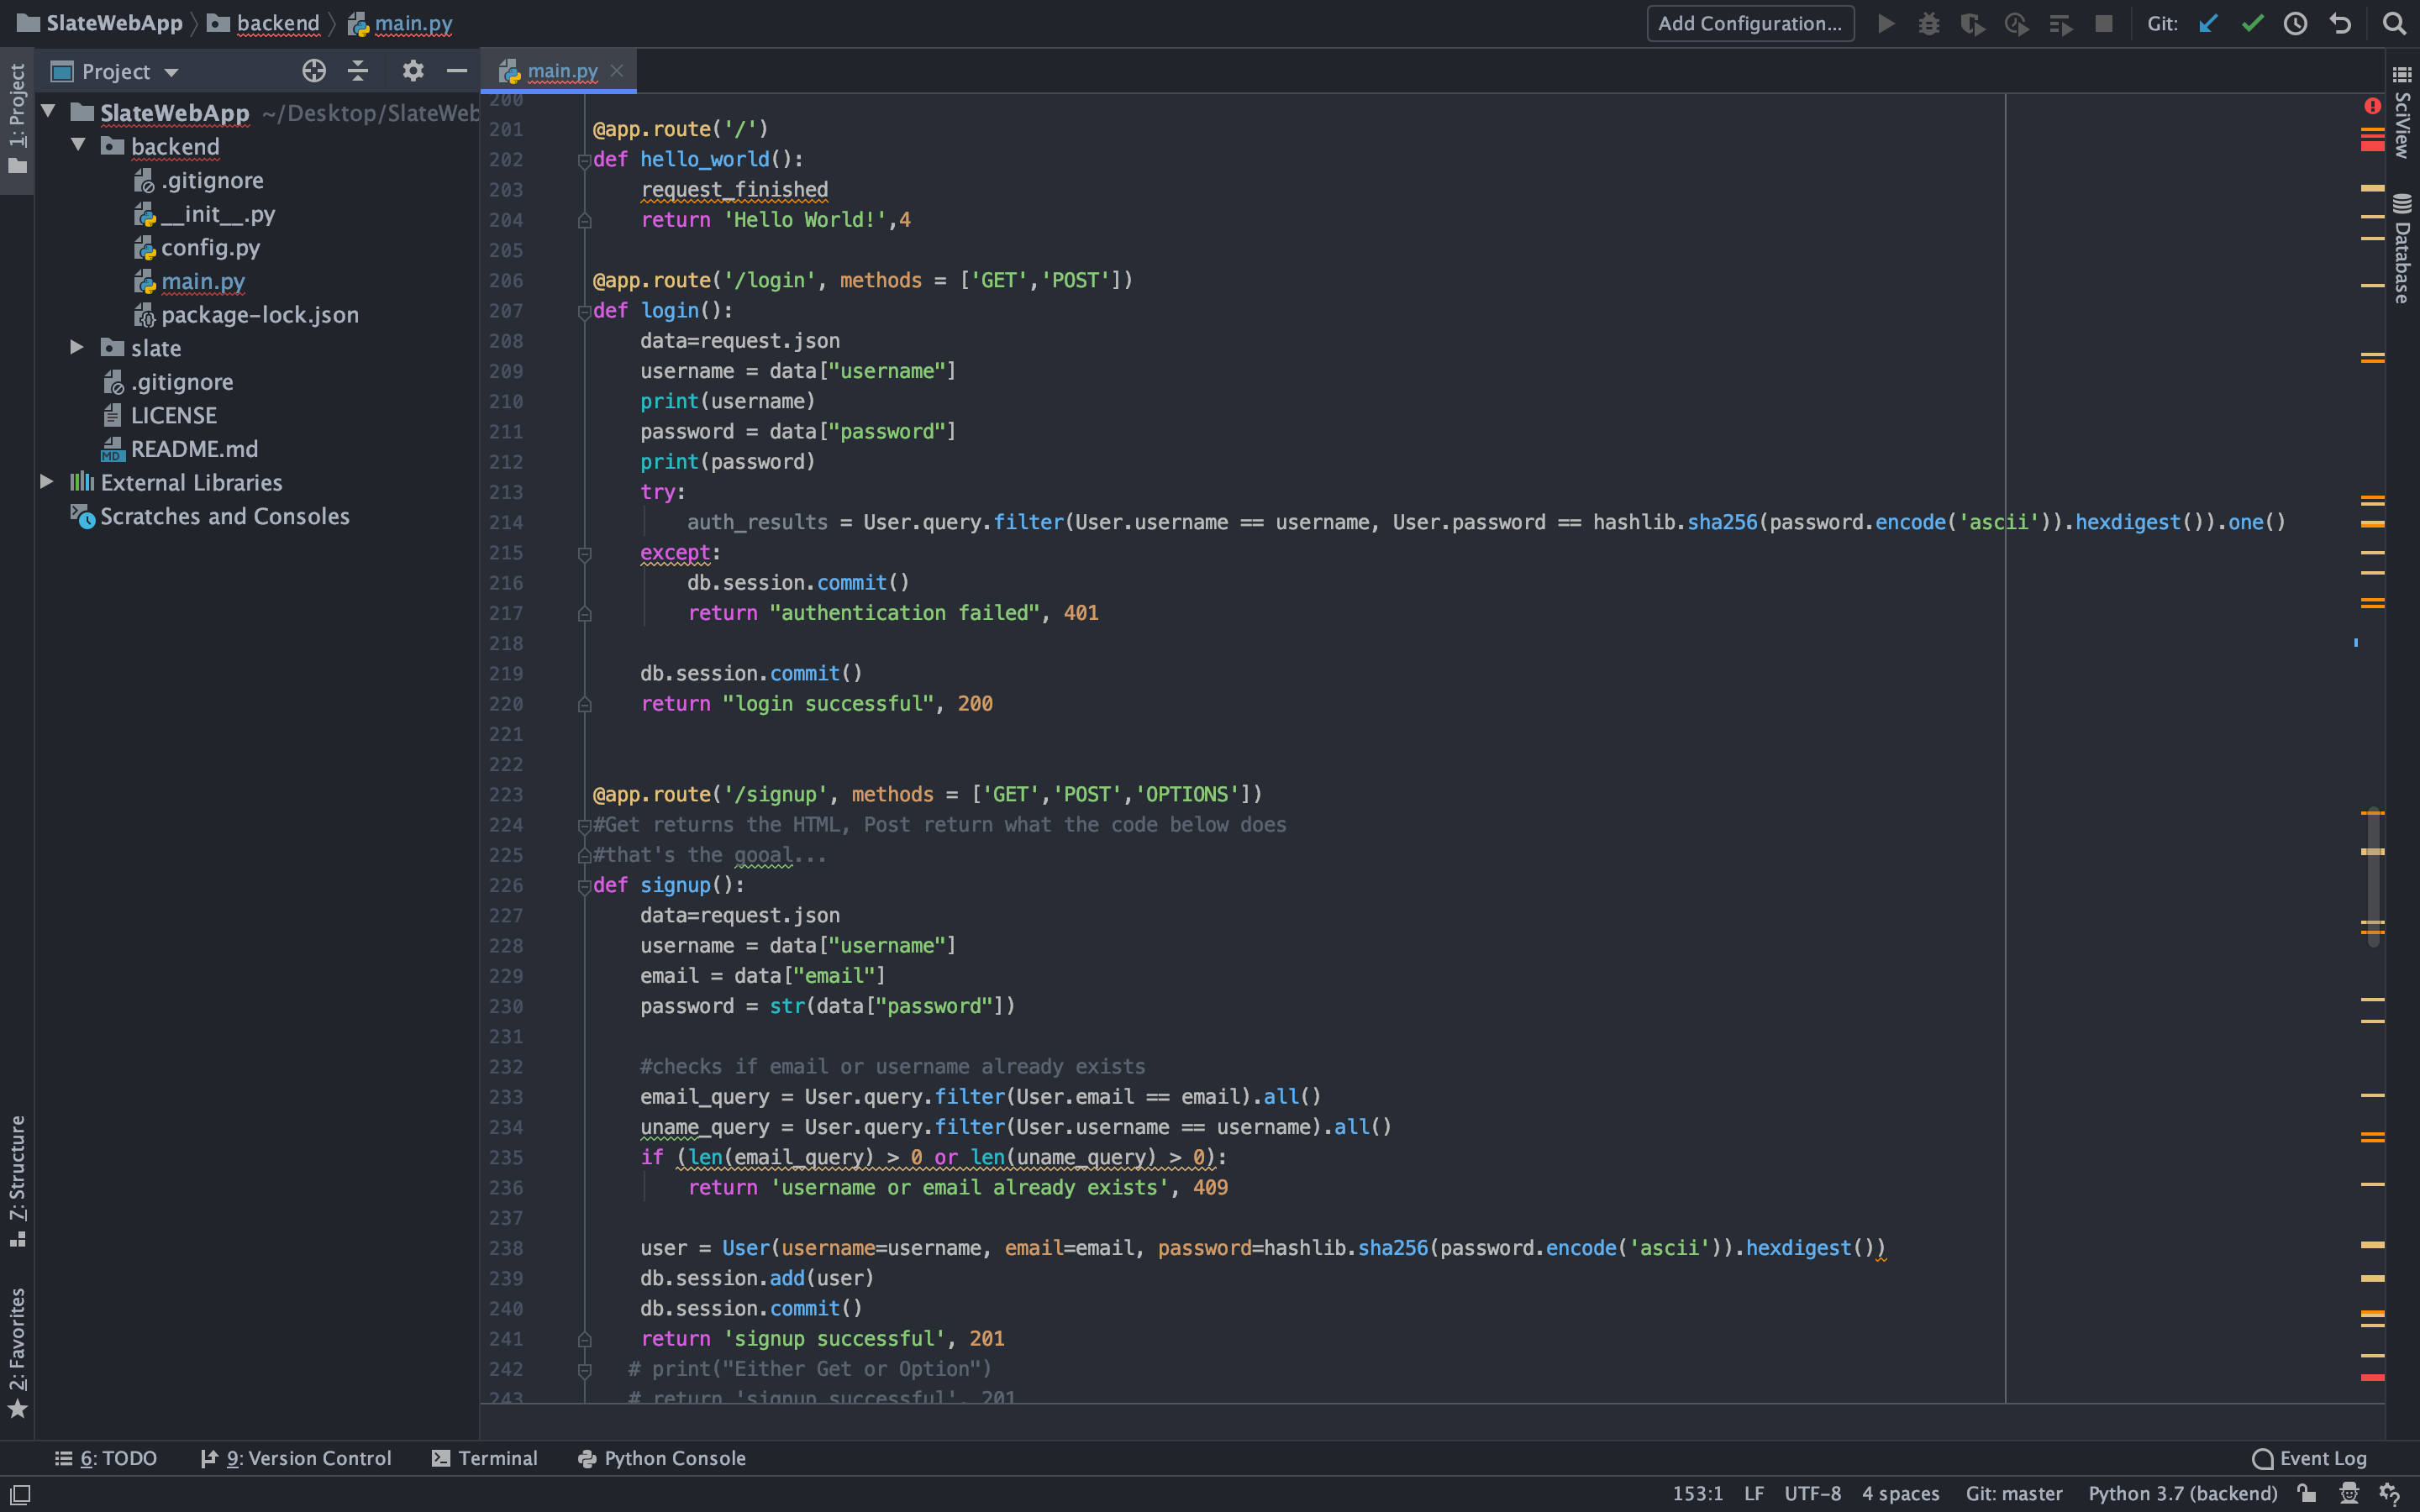 SlateWebApp backend main.py
Add Configuration... Git:
1: Project
Project
main.py
SlateWebApp ~/Desktop/SlateWeb
backend
.gitignore
__init__.py
config.py
main.py
package-lock.json
slate
.gitignore
LICENSE
README.md
External Libraries
Scratches and Consoles
7: Structure
2: Favorites
200
201 @app.route('/')
202 def hello_world():
203 request_finished
204 return 'Hello World!',4
205
206 @app.route('/login', methods = ['GET','POST'])
207 def login():
208 data=request.json
209 username = data["username"]
210 print(username)
211 password = data["password"]
212 print(password)
213 try:
214 auth_results = User.query.filter(User.username == username, User.password == hashlib.sha256(password.encode('ascii')).hexdigest()).one()
215 except:
216 db.session.commit()
217 return "authentication failed", 401
218
219 db.session.commit()
220 return "login successful", 200
221
222
223 @app.route('/signup', methods = ['GET','POST','OPTIONS'])
224 #Get returns the HTML, Post return what the code below does
225 #that's the gooal...
226 def signup():
227 data=request.json
228 username = data["username"]
229 email = data["email"]
230 password = str(data["password"])
231
232 #checks if email or username already exists
233 email_query = User.query.filter(User.email == email).all()
234 uname_query = User.query.filter(User.username == username).all()
235 if (len(email_query) > 0 or len(uname_query) > 0):
236 return 'username or email already exists', 409
237
238 user = User(username=username, email=email, password=hashlib.sha256(password.encode('ascii')).hexdigest())
239 db.session.add(user)
240 db.session.commit()
241 return 'signup successful', 201
242 # print("Either Get or Option")
243 # return 'signup successful', 201
SciView
Database
6: TODO 9: Version Control Terminal Python Console Event Log
153:1 LF UTF-8 4 spaces Git: master Python 3.7 (backend)